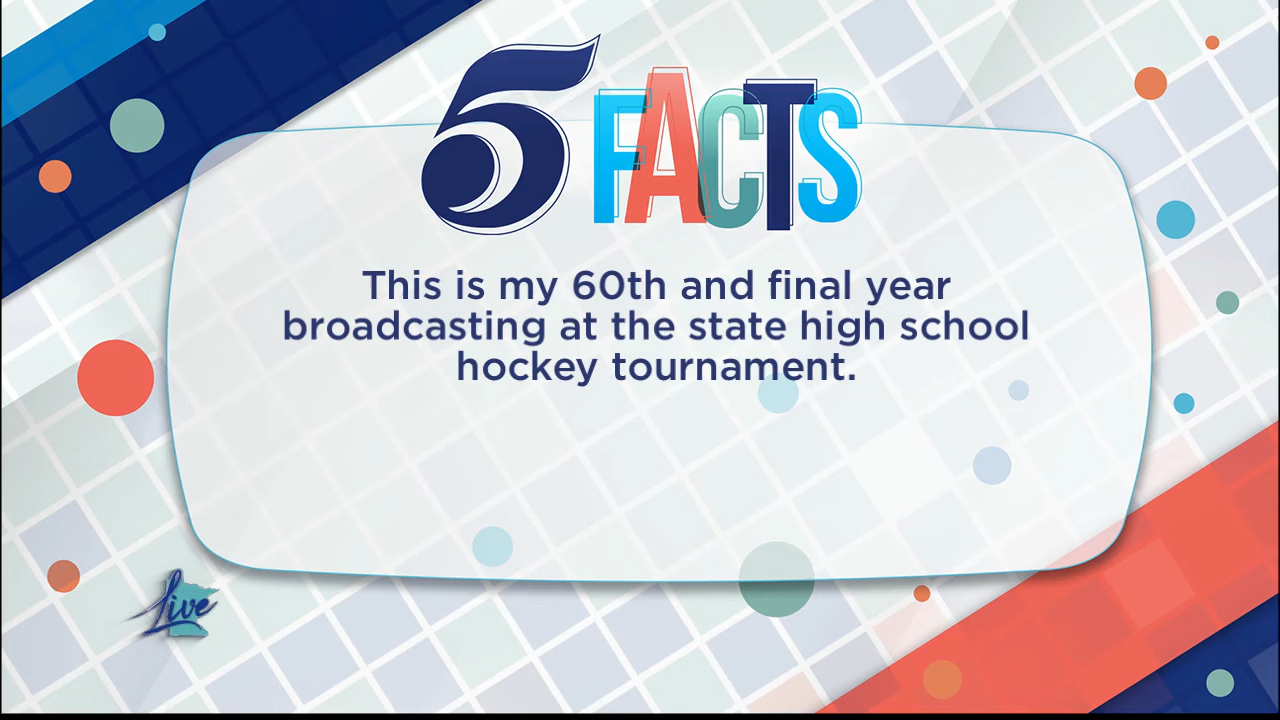 5 FACTS
This is my 60th and final year
broadcasting at the state high school
hockey tournament.
Live